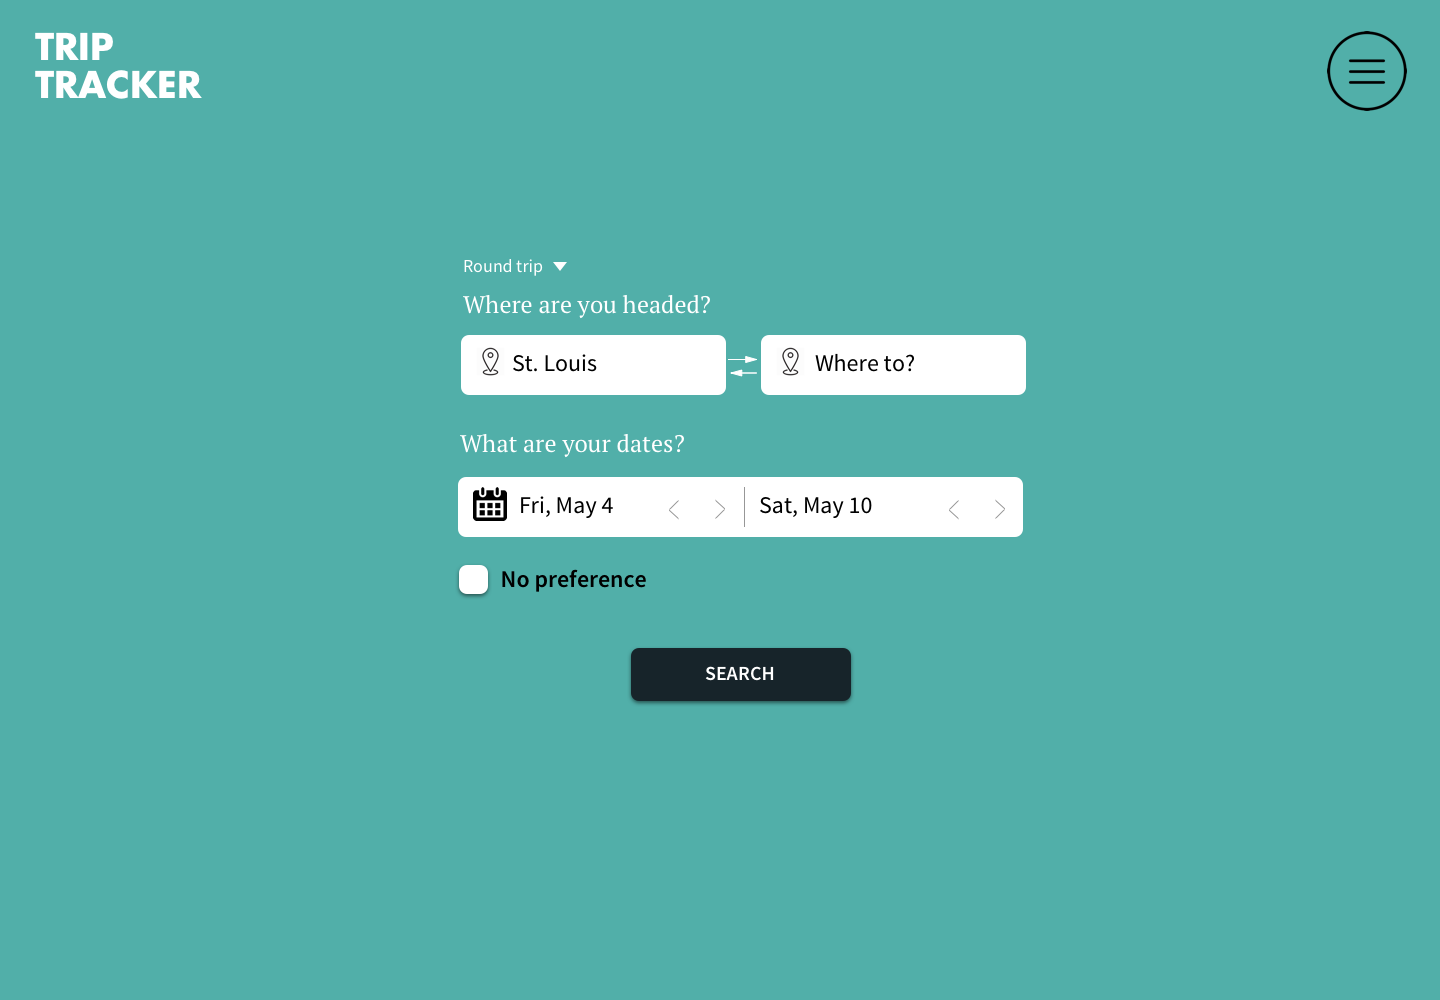 TRIP
TRACKER
Round trip
Where are you headed?
St. Louis
Where to?
What are your dates?
Fri, May 4
Sat, May 10
No preference
SEARCH